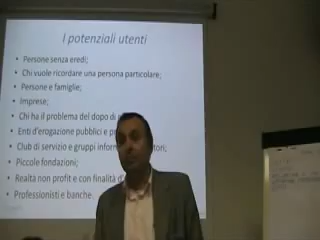 I potenziali utenti
• Persone senza eredi;
• Chi vuole ricordare una persona particolare;
• Persone e famiglie;
• Imprese;
• Chi ha il problema del dopo di
• Enti d'erogazione pubblici e
• Club di servizio e gruppi
• Piccole fondazioni;
• Realtà non profit e con finalità
• Professionisti e banche.